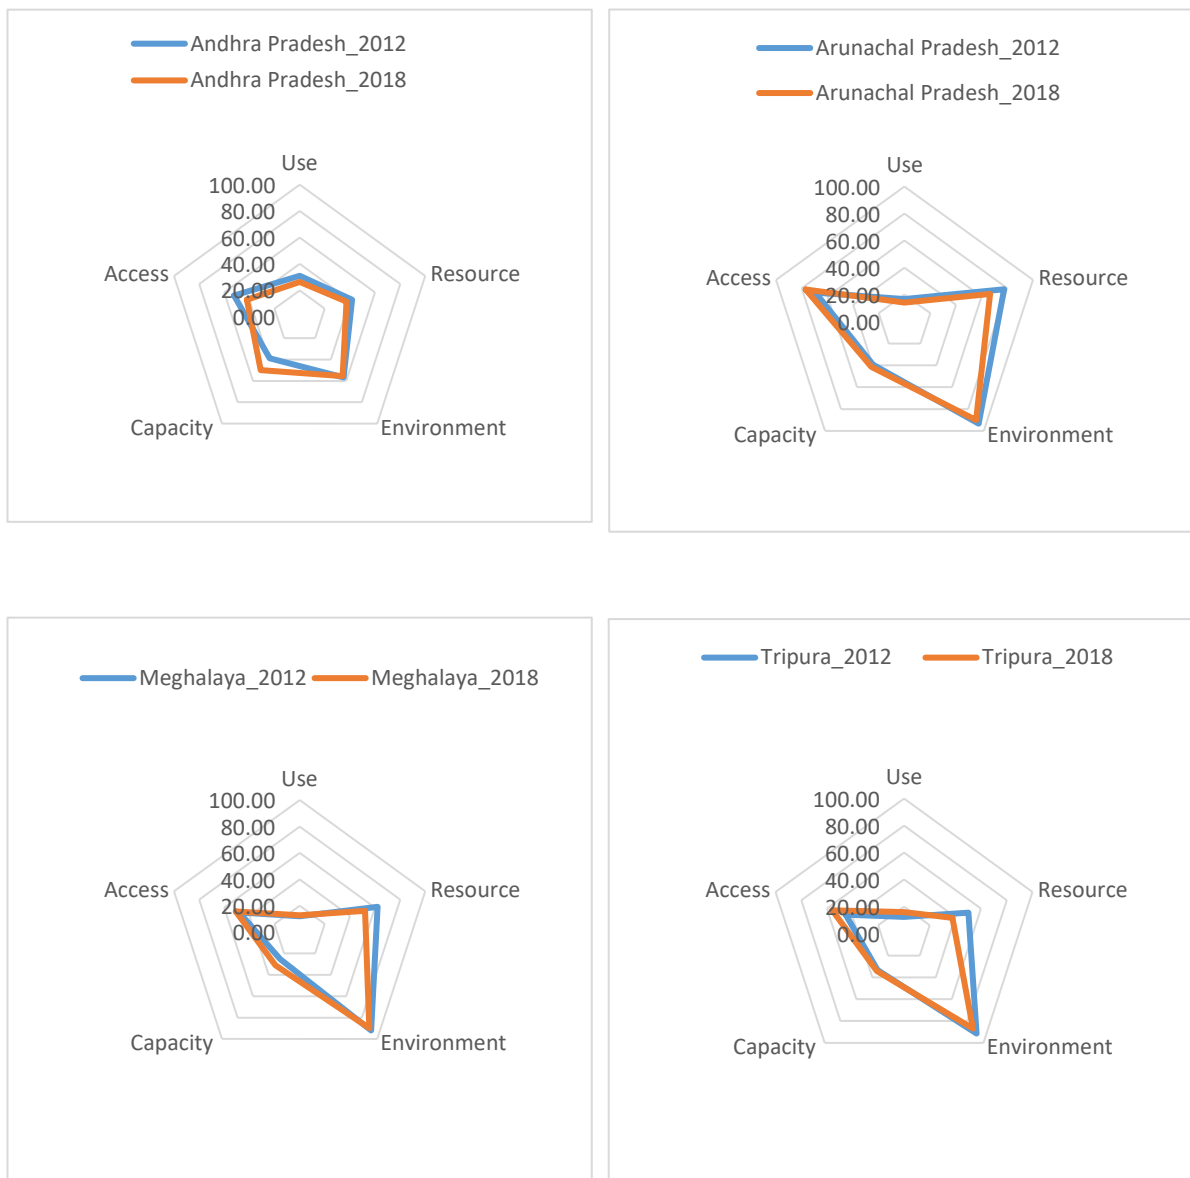 Andhra Pradesh_2012
Andhra Pradesh_2018
Use
100.00
80.00
60.00
40.00
20.00
0.00
Access
Resource
Capacity
Environment
Arunachal Pradesh_2012
Arunachal Pradesh_2018
Use
100.00
80.00
60.00
40.00
20.00
0.00
Access
Resource
Capacity
Environment
Meghalaya_2012 Meghalaya_2018
Use
100.00
80.00
60.00
40.00
20.00
0.00
Access
Resource
Capacity
Environment
Tripura_2012 Tripura_2018
Use
100.00
80.00
60.00
40.00
20.00
0.00
Access
Resource
Capacity
Environment